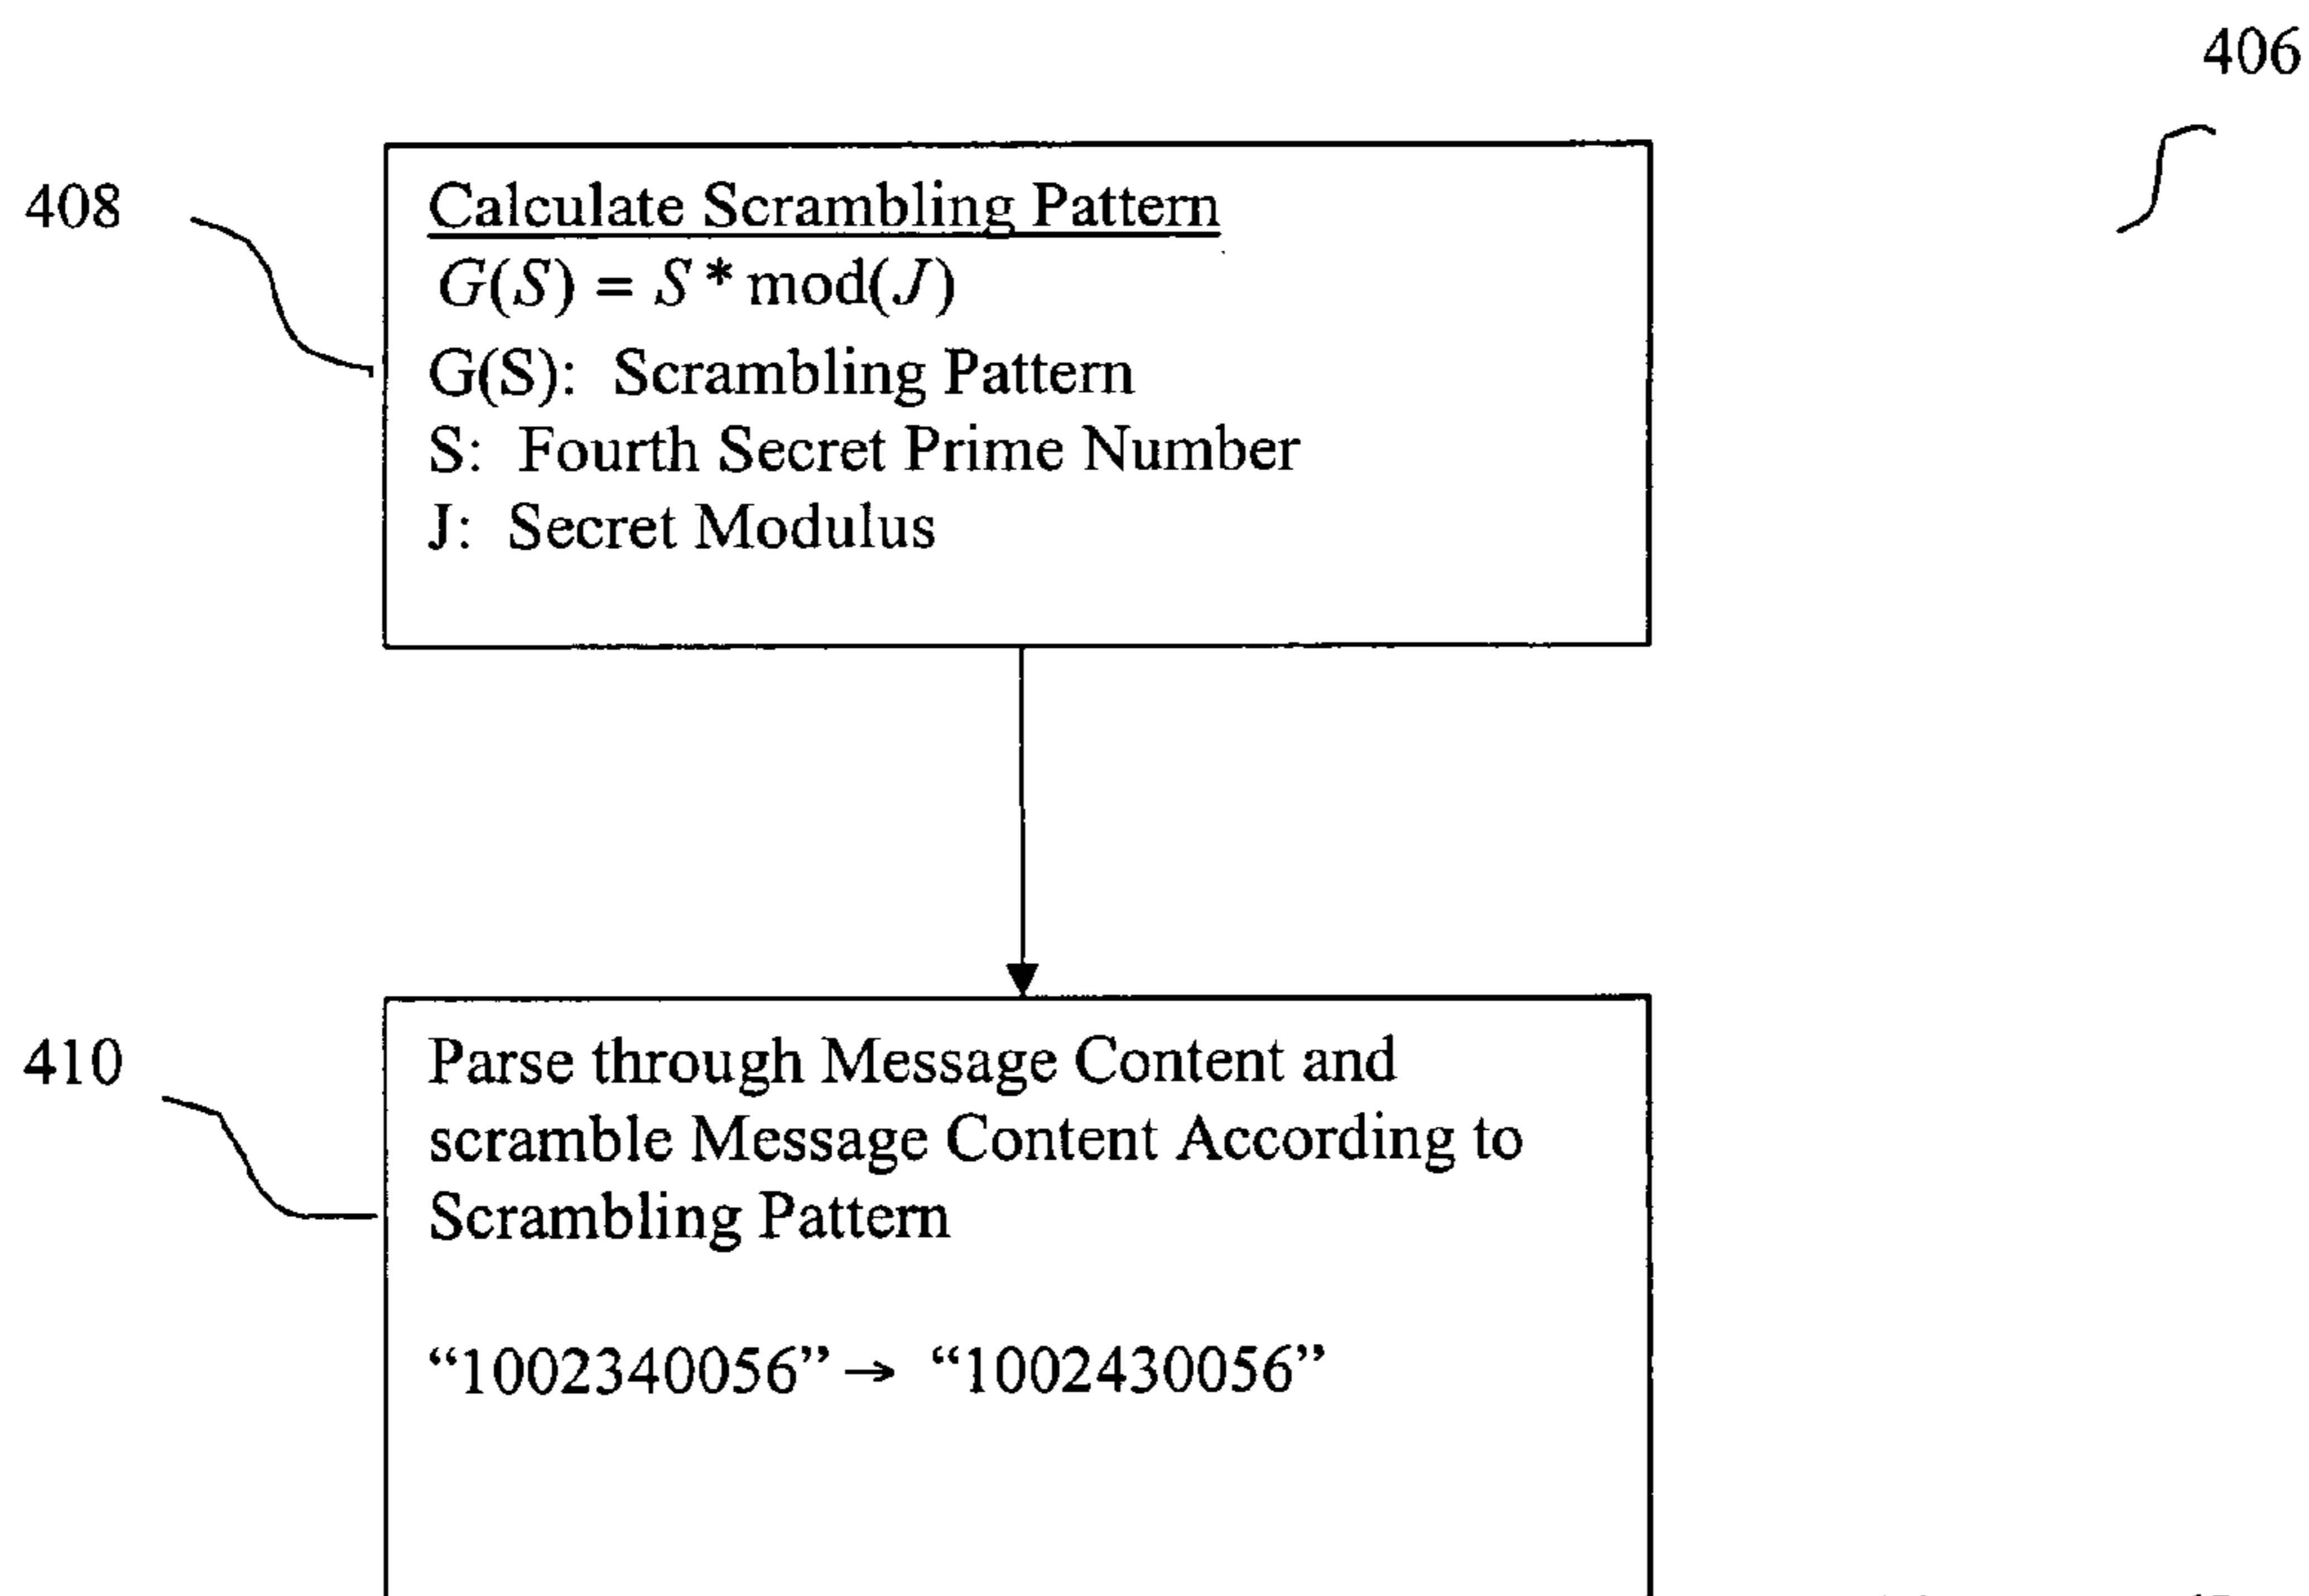 406
408
Calculate Scrambling Pattern
G(S) = S * mod(J)
G(S): Scrambling Pattern
S: Fourth Secret Prime Number
J: Secret Modulus
410
Parse through Message Content and
scramble Message Content According to
Scrambling Pattern
“1002340056” → “1002430056”